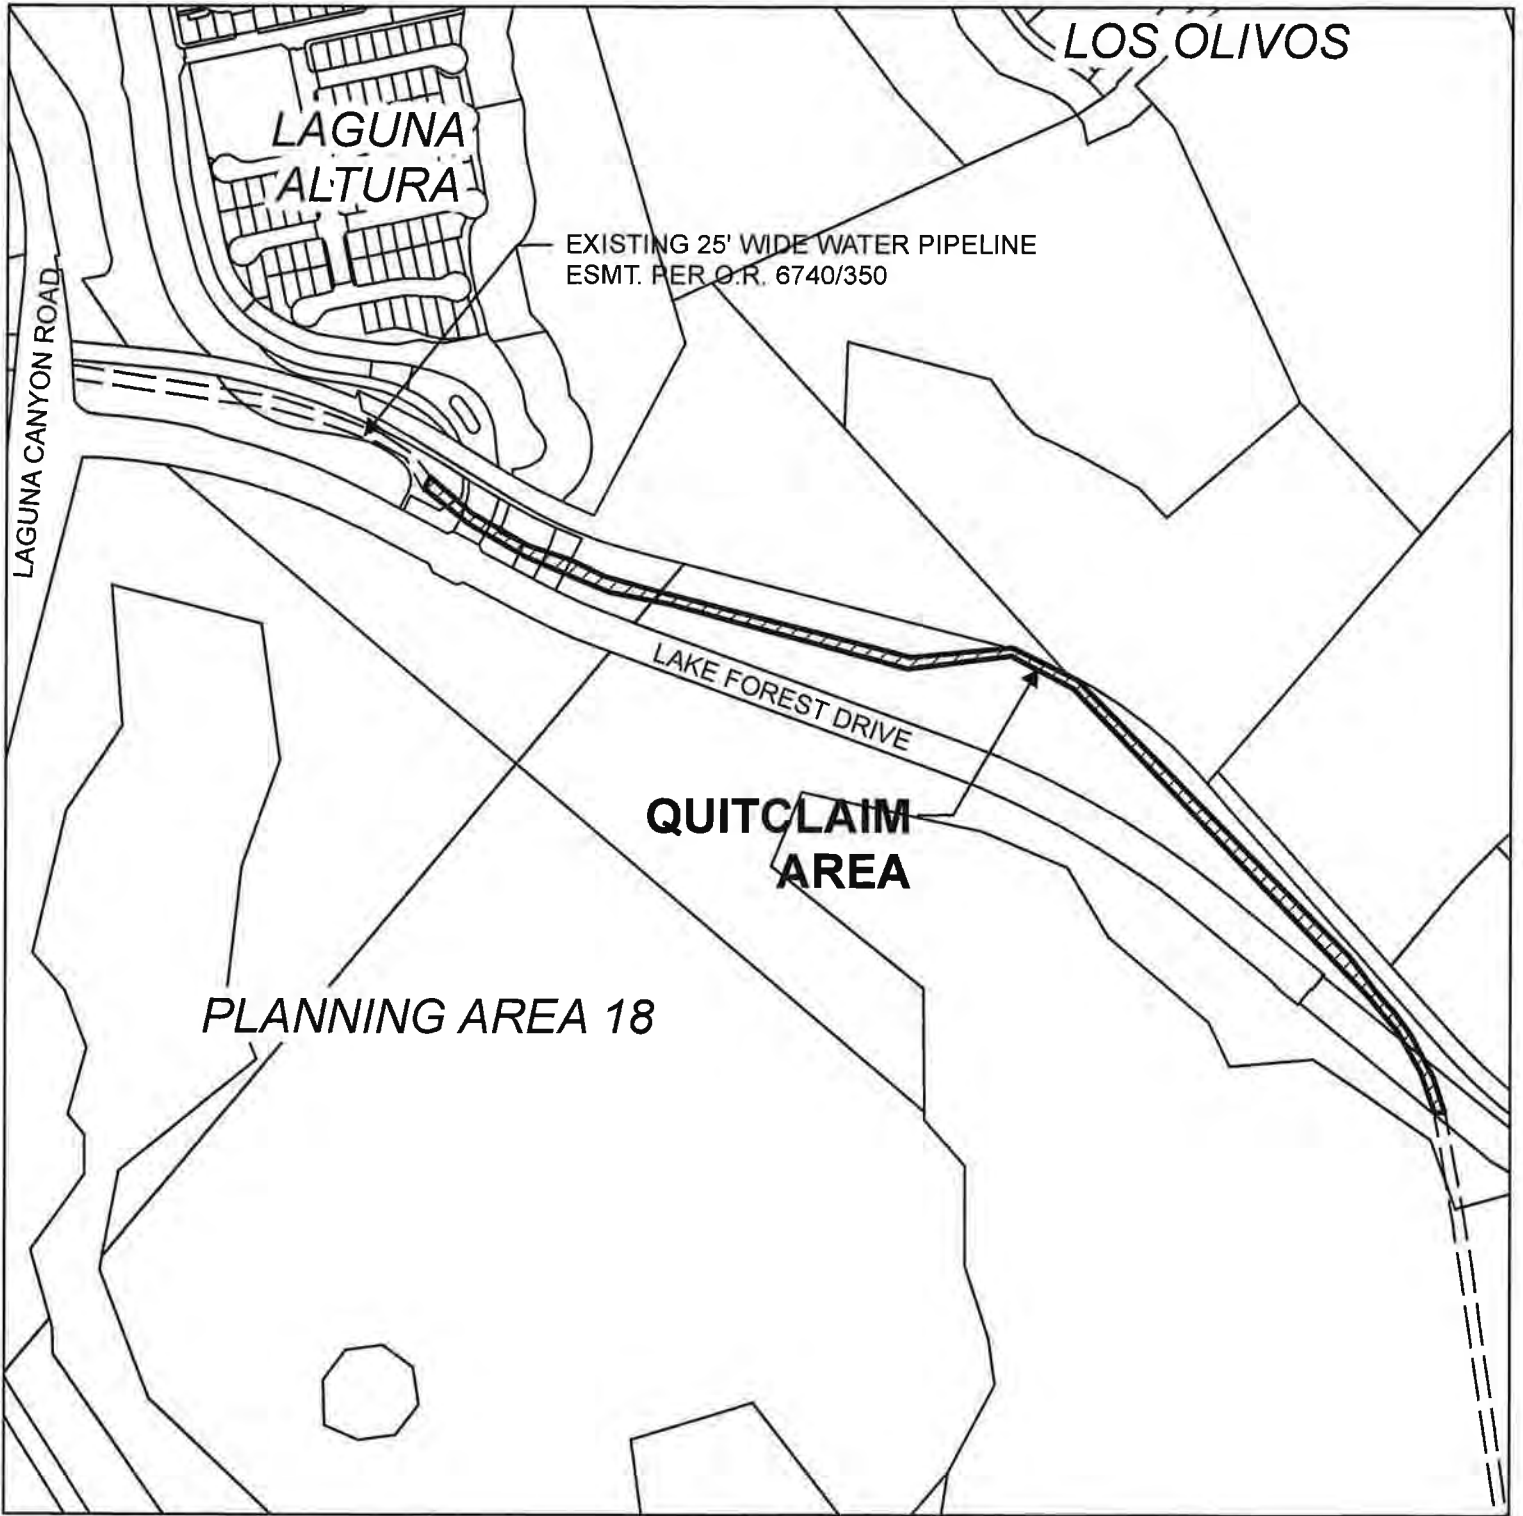 LOS OLIVOS
LAGUNA
ALTURA
EXISTING 25' WIDE WATER PIPELINE
ESMT. PER O.R. 6740/350
LAGUNA CANYON ROAD
LAKE FOREST DRIVE
QUITCLAIM
AREA
PLANNING AREA 18